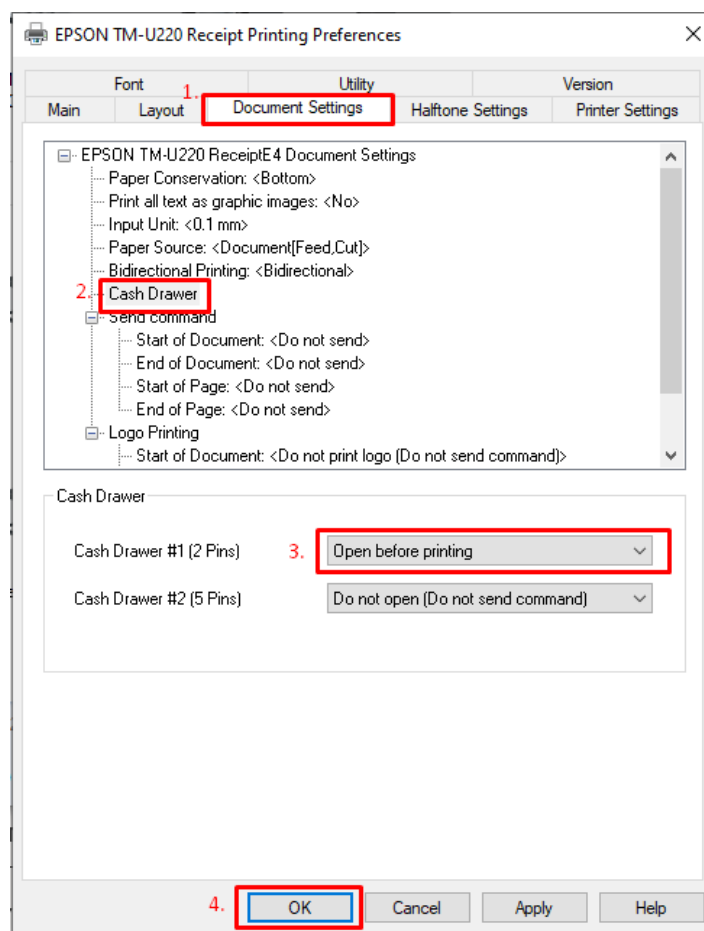 EPSON TM-U220 Receipt Printing Preferences
Font Utility Version
1.
Main Layout Document Settings Halftone Settings Printer Settings
EPSON TM-U220 ReceiptE4 Document Settings
Paper Conservation: <Bottom>
Print all text as graphic images: <No>
Input Unit: <0.1 mm>
Paper Source: <Document[Feed,Cut]>
Bidirectional Printing: <Bidirectional>
2. Cash Drawer
Send command
Start of Document: <Do not send>
End of Document: <Do not send>
Start of Page: <Do not send>
End of Page: <Do not send>
Logo Printing
Start of Document: <Do not print logo (Do not send command)>
Cash Drawer
Cash Drawer #1 (2 Pins) 3. Open before printing
Cash Drawer #2 (5 Pins) Do not open (Do not send command)
4. OK Cancel Apply Help